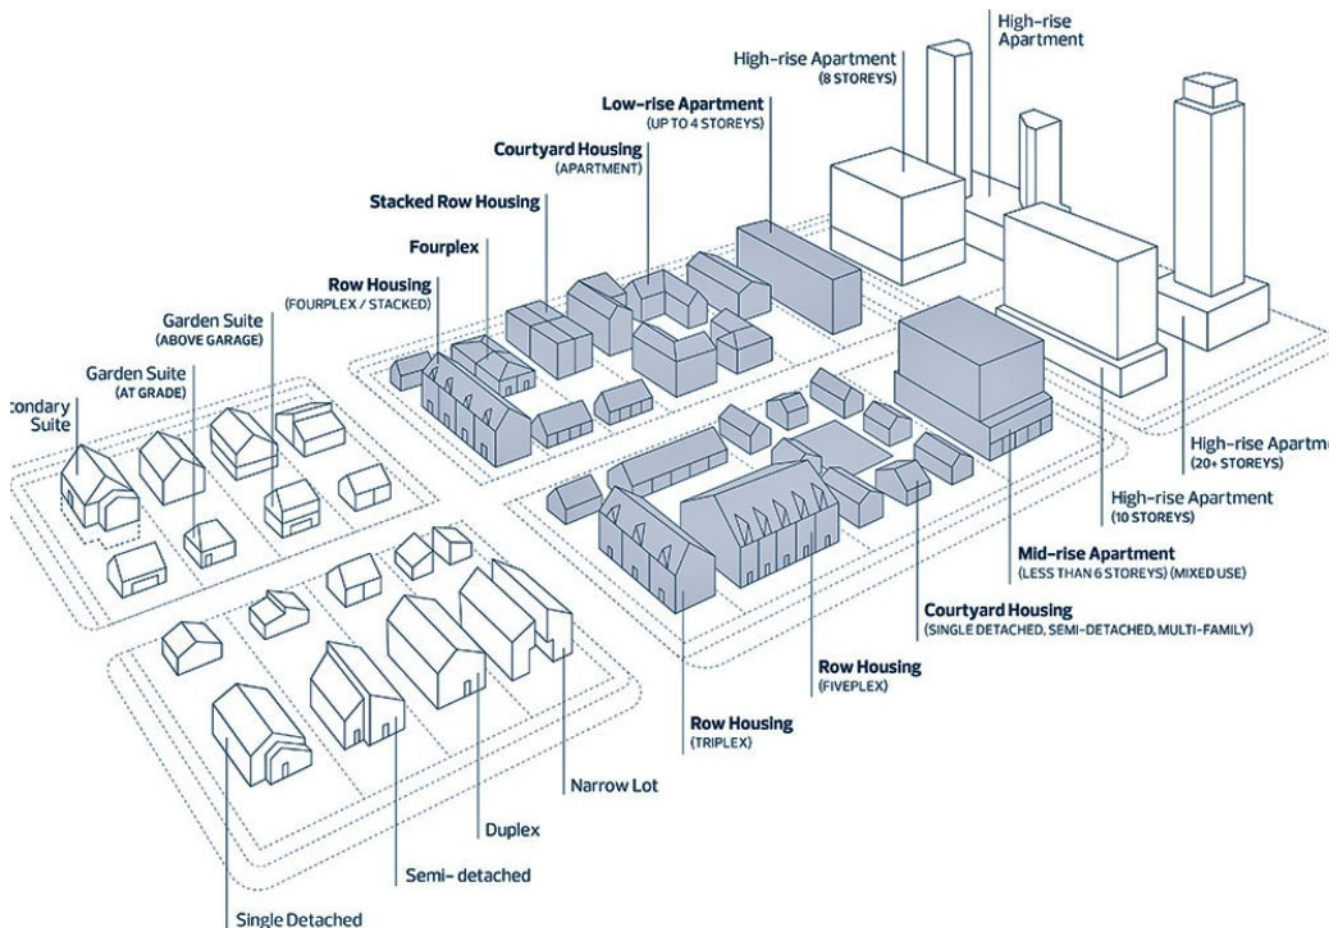 High-rise
Apartment
High-rise Apartment
(8 STOREYS)
Low-rise Apartment
(UP TO 4 STOREYS)
Courtyard Housing
(APARTMENT)
Stacked Row Housing
Fourplex
Row Housing
(FOURPLEX / STACKED)
Garden Suite
(ABOVE GARAGE)
Garden Suite
(AT GRADE)
condary
Suite
High-rise Apartm
(20+ STOREYS)
High-rise Apartment
(10 STOREYS)
Mid-rise Apartment
(LESS THAN 6 STOREYS) (MIXED USE)
Courtyard Housing
(SINGLE DETACHED, SEMI-DETACHED, MULTI-FAMILY)
Row Housing
(FIVEPLEX)
Row Housing
(TRIPLEX)
Narrow Lot
Duplex
Semi- detached
Single Detached